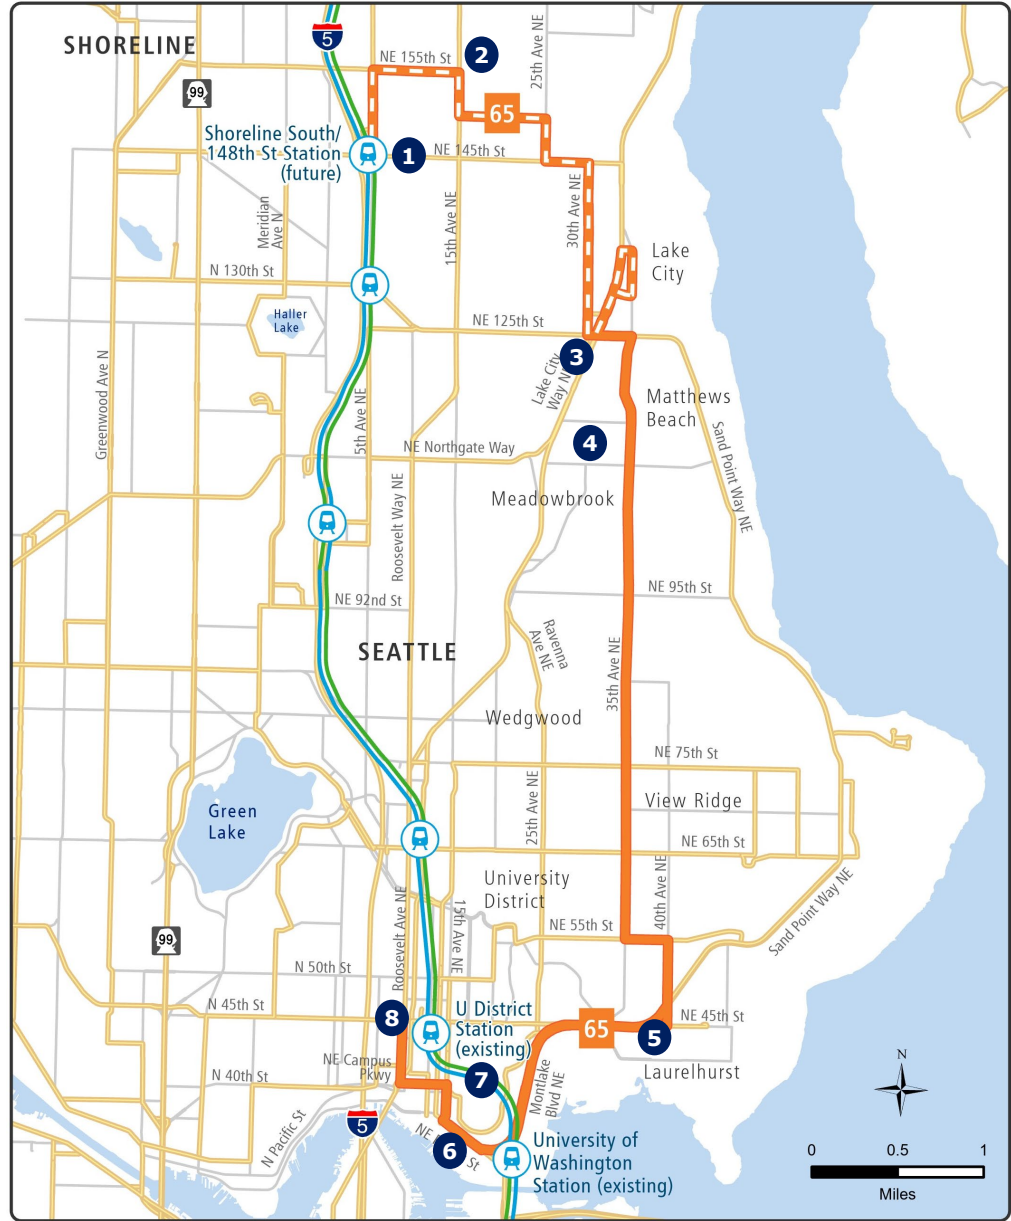 SHORELINE
5
NE 155th St
2
25th Ave NE
99
65
Shoreline South/
148th St Station
(future)
1
NE 145th St
Meridian
Ave N
15th Ave NE
30th Ave NE
Lake
City
N 130th St
Haller
Lake
NE 125th St
3
Lake City
Way N
Greenwood Ave N
5th Ave NE
Matthews
Beach
4
NE Northgate Way
Sand Point Way NE
Meadowbrook
Roosevelt Way NE
NE 92nd St
NE 95th St
SEATTLE
Ravenna
Ave NE
35th Ave NE
Wedgwood
NE 75th St
Green
Lake
25th Ave NE
View Ridge
NE 65th St
University
District
40th Ave NE
Sand Point Way NE
Roosevelt Ave NE
15th Ave NE
NE 55th St
99
N 50th St
N 45th St
8
U District
Station
(existing)
65
NE 45th St
5
NE Campus
Pkwy
7
Montlake
Blvd NE
Laurelhurst
N 40th St
N
N Pacific St
5
NE
St
6
University of
Washington
Station (existing)
0 0.5 1
Miles